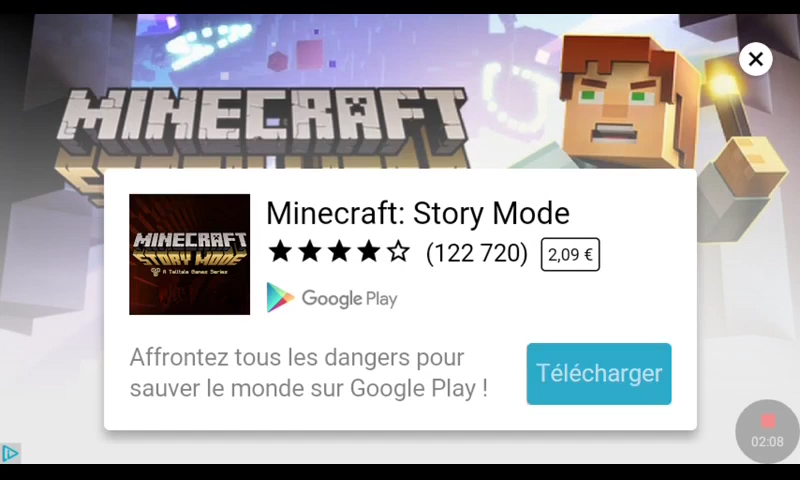 MINECRAFT
Minecraft: Story Mode
(122 720) 2,09 €
MINECRAFT
STORY MODE
A Telltale Games Series
Google Play
Affrontez tous les dangers pour
sauver le monde sur Google Play !
Télécharger
02:08